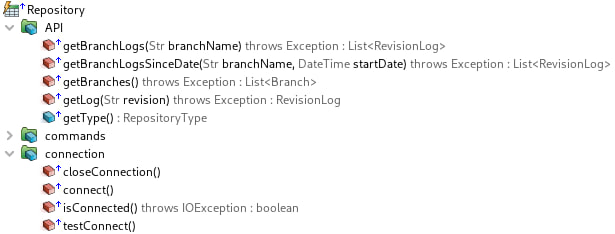 Repository
API
getBranchLogs(Str branchName) throws Exception : List<RevisionLog>
getBranchLogsSinceDate(Str branchName, DateTime startDate) throws Exception : List<RevisionLog>
getBranches() throws Exception : List<Branch>
getLog(Str revision) throws Exception : RevisionLog
getType() : RepositoryType
commands
connection
closeConnection()
connect()
isConnected() throws IOException : boolean
testConnect()